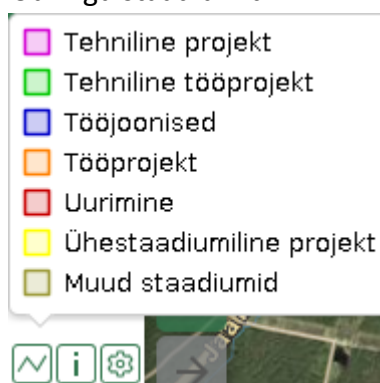 Tehniline projekt
Tehniline tööprojekt
Tööjoonised
Tööprojekt
Uurimine
Ühestaadiumiline projekt
Muud staadiumid